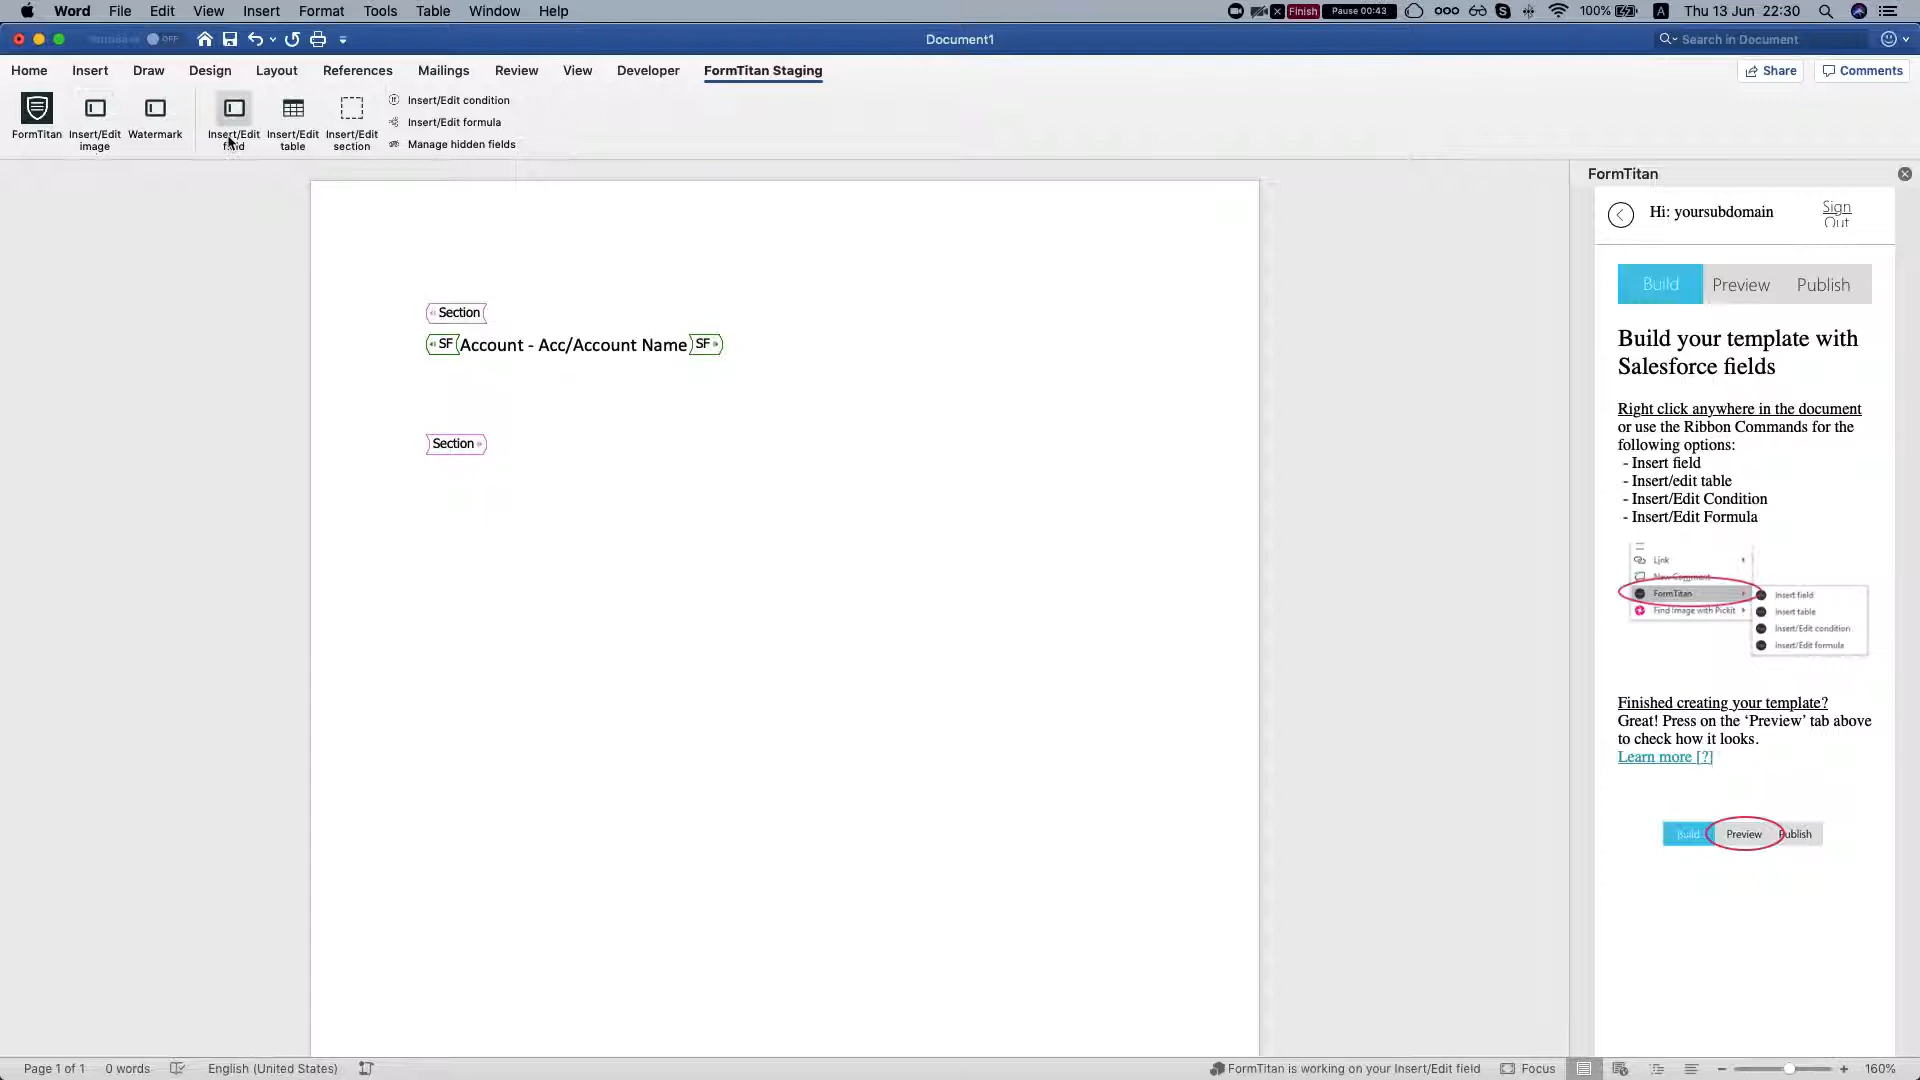 Word File Edit View Insert Format Tools Table Window Help
Finish Pause 00:43 100% A Thu 13 Jun 22:30
OFF
Document1
Search in Document
Home Insert Draw Design Layout References Mailings Review View Developer FormTitan Staging
Share Comments
FormTitan
Insert/Edit
image
Watermark
Insert/Edit
field
Insert/Edit
table
Insert/Edit
section
Insert/Edit condition
Insert/Edit formula
Manage hidden fields
Section
SF Account - Acc/Account Name SF
Section
FormTitan
Hi: yoursubdomain
Sign
Out
Build Preview Publish
Build your template with
Salesforce fields
Right click anywhere in the document
or use the Ribbon Commands for the
following options:
- Insert field
- Insert/edit table
- Insert/Edit Condition
- Insert/Edit Formula
Link
New Comment
FormTitan
Find Image with Pickit
Insert field
Insert table
Insert/Edit condition
Insert/Edit formula
Finished creating your template?
Great! Press on the ‘Preview’ tab above
to check how it looks.
Learn more [?]
Build Preview Publish
Page 1 of 1 0 words English (United States)
FormTitan is working on your Insert/Edit field Focus 160%